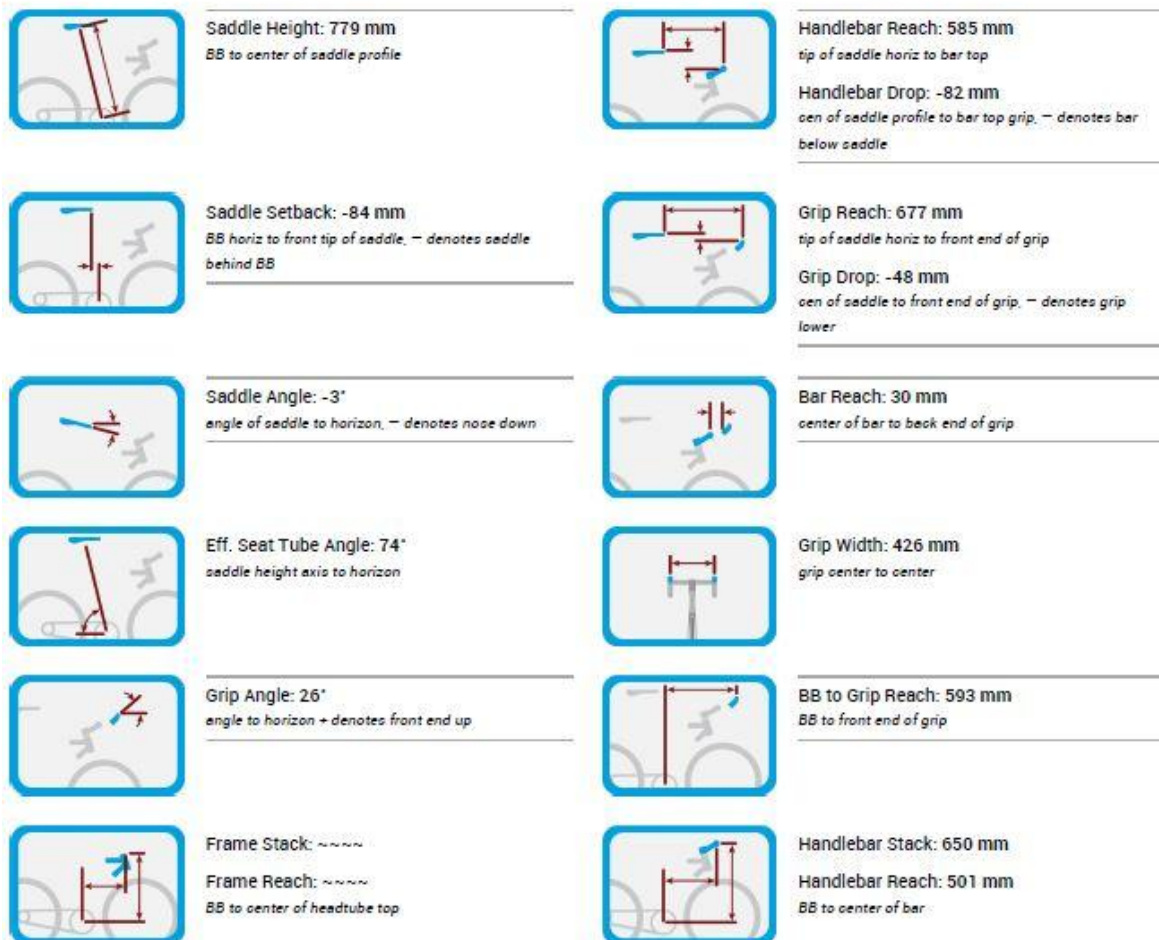 Saddle Height: 779 mm
BB to center of saddle profile
Handlebar Reach: 585 mm
tip of saddle horiz to bar top
Handlebar Drop: -82 mm
cen of saddle profile to bar top grip, — denotes bar
below saddle
Saddle Setback: -84 mm
BB horiz to front tip of saddle, — denotes saddle
behind BB
Grip Reach: 677 mm
tip of saddle horiz to front end of grip
Grip Drop: -48 mm
cen of saddle to front end of grip, — denotes grip
lower
Saddle Angle: -3°
angle of saddle to horizon, — denotes nose down
Bar Reach: 30 mm
center of bar to back end of grip
Eff. Seat Tube Angle: 74°
saddle height axis to horizon
Grip Width: 426 mm
grip center to center
Grip Angle: 26°
angle to horizon + denotes front end up
BB to Grip Reach: 593 mm
BB to front end of grip
Frame Stack: ~~~~
Frame Reach: ~~~~
BB to center of headtube top
Handlebar Stack: 650 mm
Handlebar Reach: 501 mm
BB to center of bar